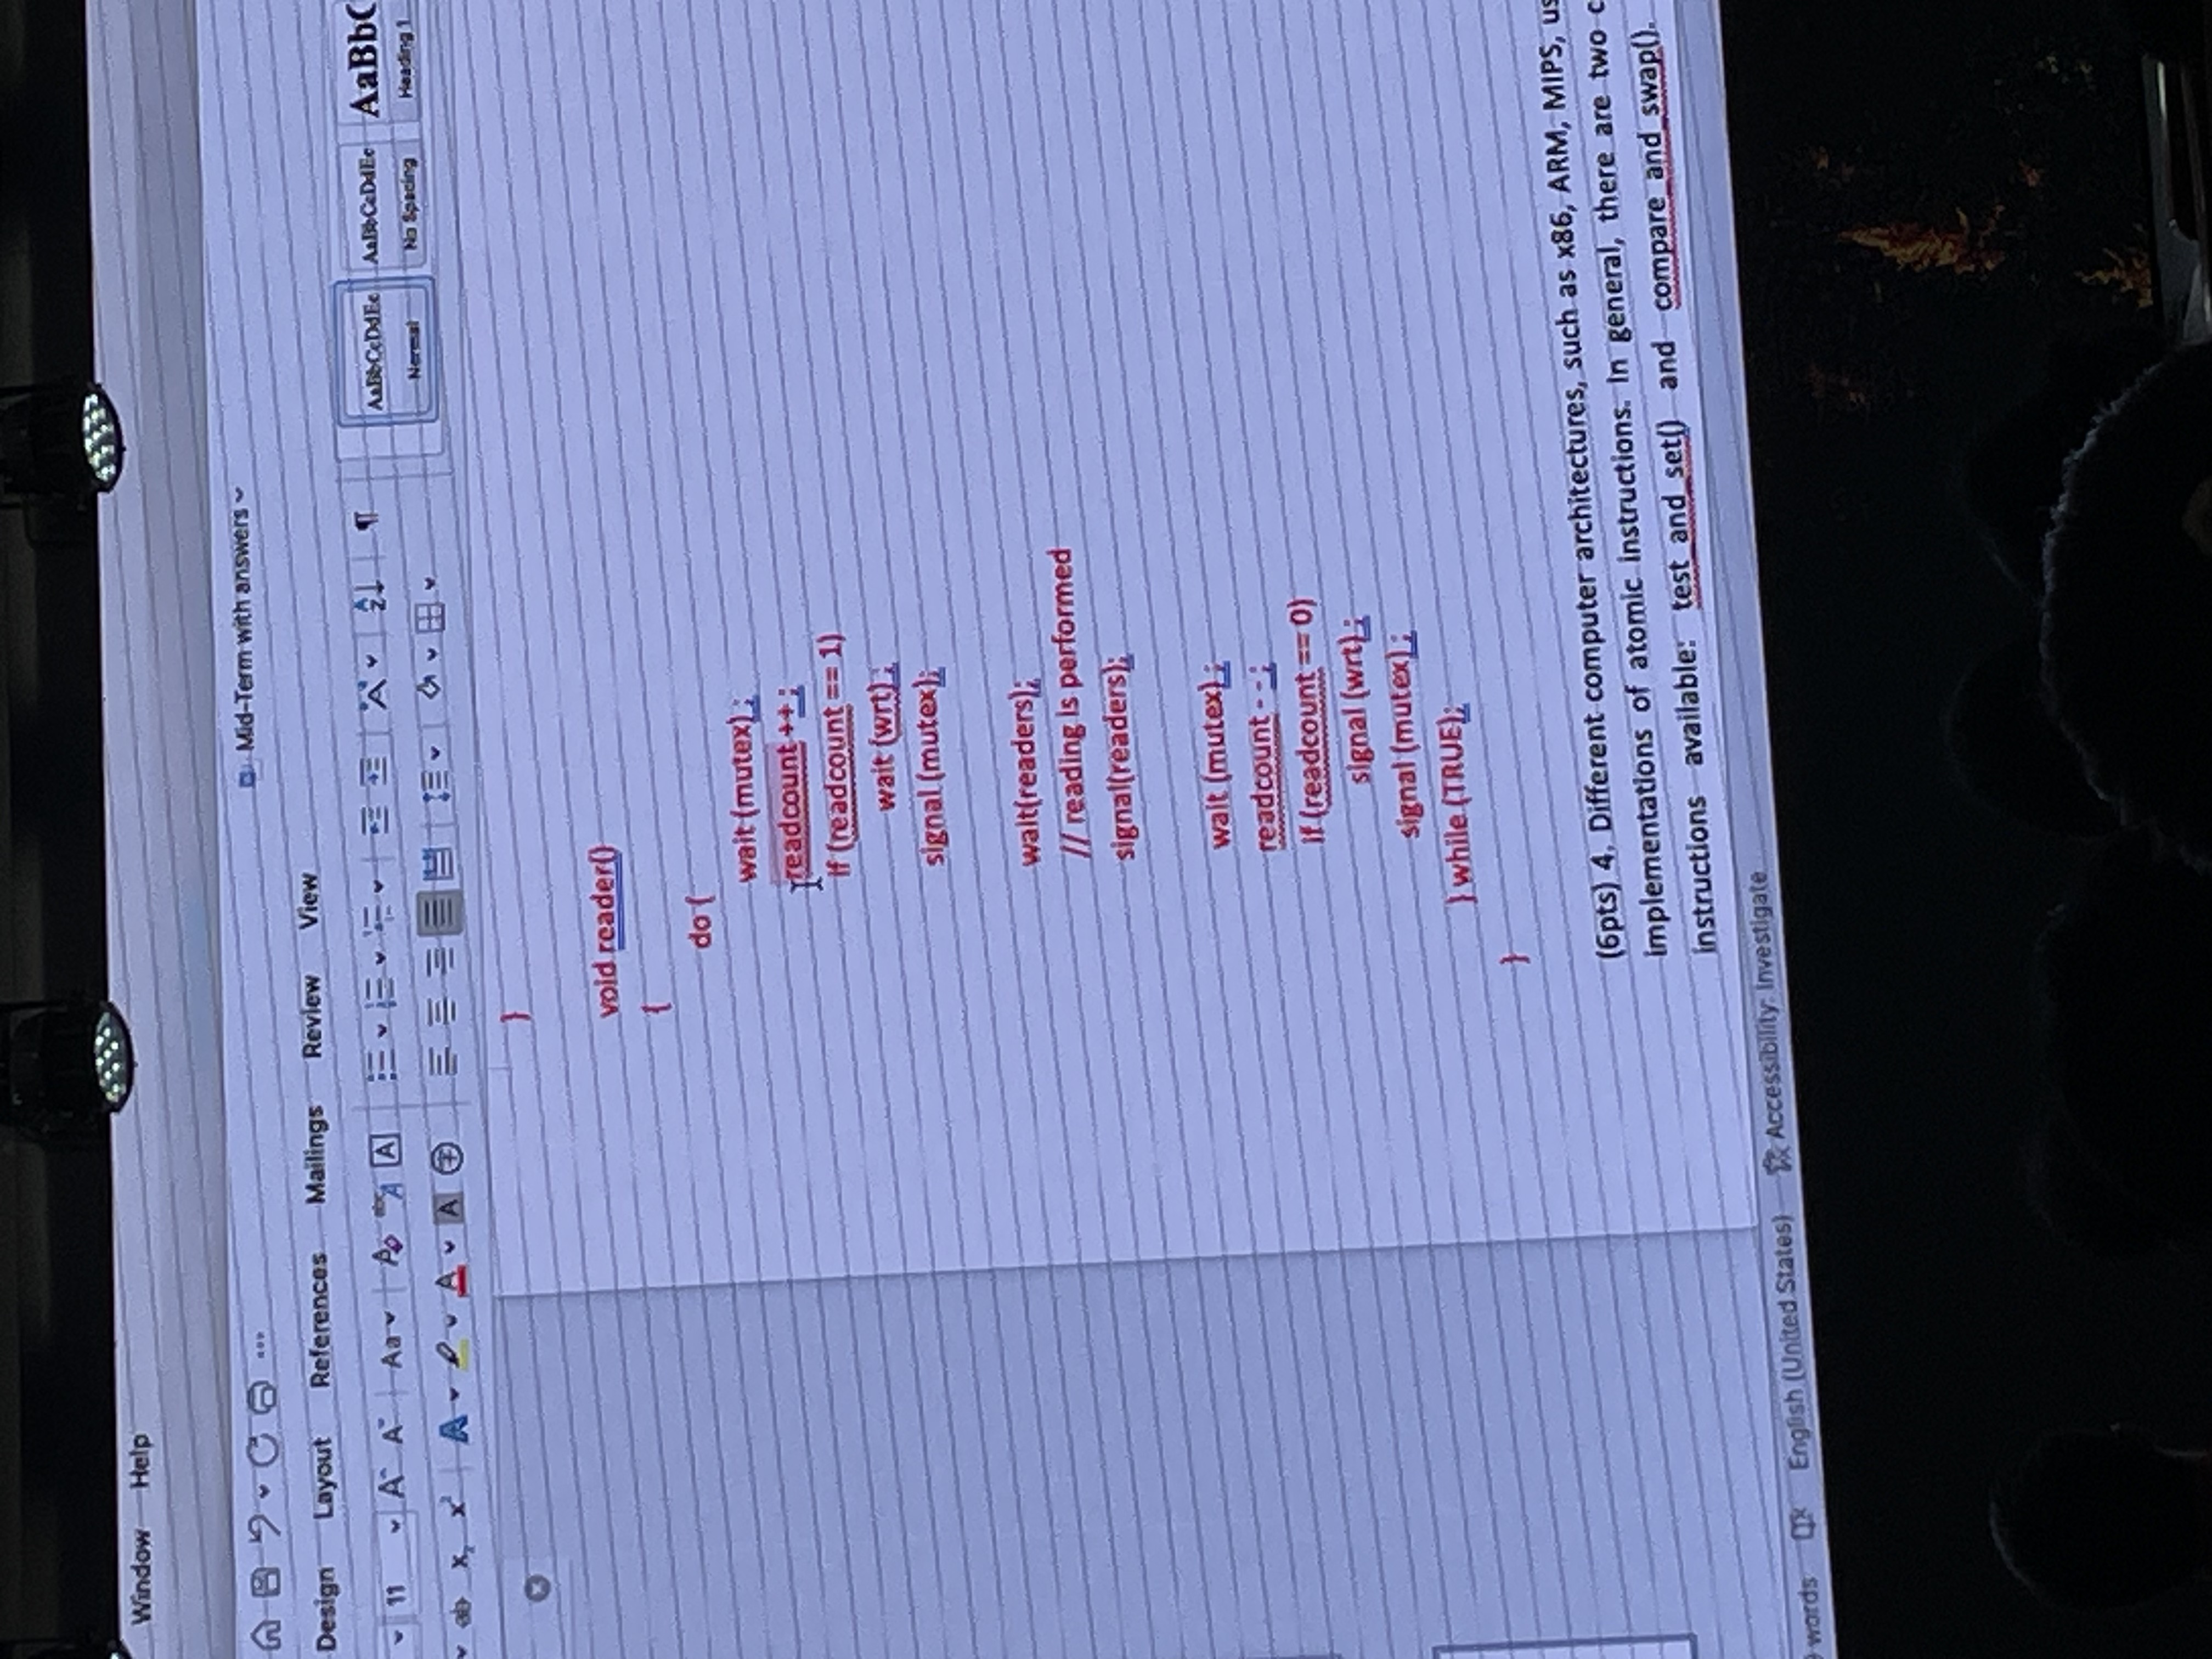 Window Help
Mid-Term with answers
Design Layout References Mailings Review View
11 Aa
AaBbCcDdEe AaBbCcDdEe AaBbC
Normal No Spacing Heading 1
}
void reader()
{
do {
wait (mutex) ;
readcount ++ ;
if (readcount == 1)
wait (wrt) ;
signal (mutex);
wait(readers);
// reading is performed
signal(readers);
wait (mutex) ;
readcount - - ;
if (readcount == 0)
signal (wrt) ;
signal (mutex) ;
} while (TRUE);
}
(6pts) 4. Different computer architectures, such as x86, ARM, MIPS,
implementations of atomic instructions. In general, there are two
instructions available: test_and_set() and compare_and_swap().
words English (United States) Accessibility: Investigate